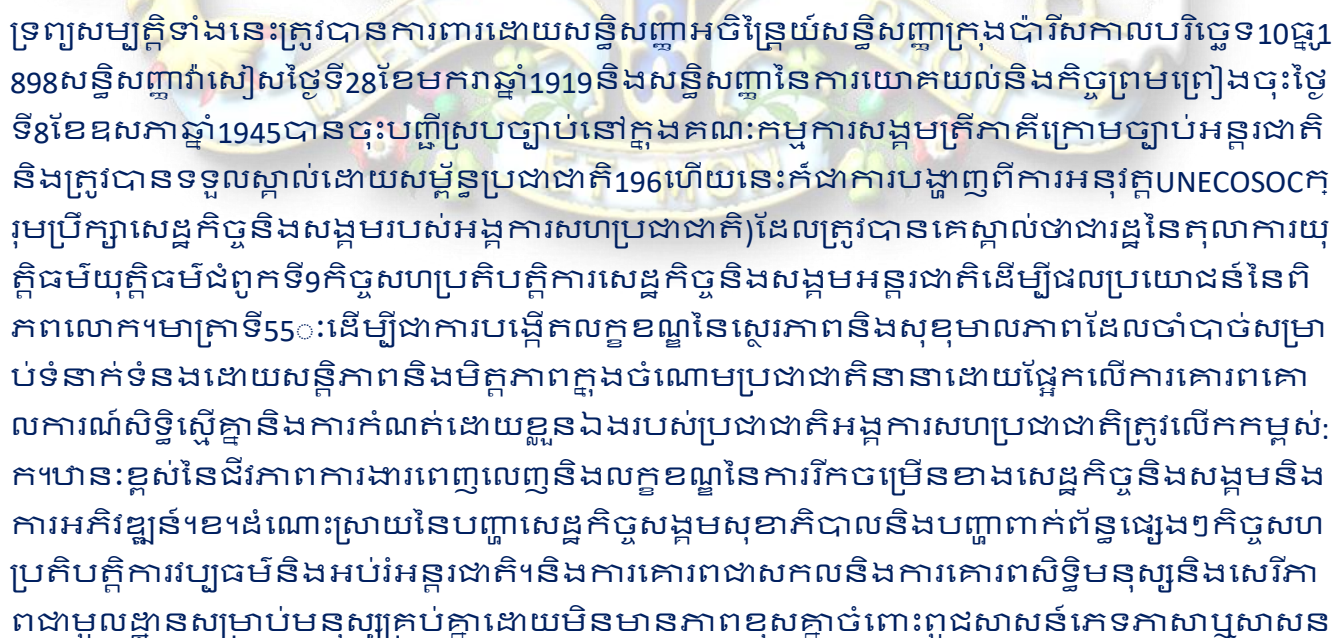 ទ្រព្យសម្បត្តិទាំងនេះត្រូវបានការពារដោយសន្ធិសញ្ញាអចិន្ត្រៃយ៍សន្ធិសញ្ញាក្រុងប៉ារីសកាលបរិច្ឆេទ10ធ្នូ1
898សន្ធិសញ្ញាវ៉ាសៀសថ្ងៃទី28ខែមករាឆ្នាំ1919និងសន្ធិសញ្ញានៃការយោគយល់និងកិច្ចព្រមព្រៀងចុះថ្ងៃ
ទី8ខែឧសភាឆ្នាំ1945បានចុះបញ្ជីស្របច្បាប់នៅក្នុងគណៈកម្មការសង្គមត្រីភាគីក្រោមច្បាប់អន្តរជាតិ
និងត្រូវបានទទួលស្គាល់ដោយសម្ព័ន្ធប្រជាជាតិ196ហើយនេះក៏ជាការបង្ហាញពីការអនុវត្តUNECOSOCក្
រុមប្រឹក្សាសេដ្ឋកិច្ចនិងសង្គមរបស់អង្គការសហប្រជាជាតិ)ដែលត្រូវបានគេស្គាល់ថាជារដ្ឋនៃតុលាការយុ
ត្តិធម៌យុត្តិធម៌ជំពូកទី9កិច្ចសហប្រតិបត្តិការសេដ្ឋកិច្ចនិងសង្គមអន្តរជាតិដើម្បីផលប្រយោជន៍នៃពិ
ភពលោក។មាត្រាទី55ៈដើម្បីជាការបង្កើតលក្ខខណ្ឌនៃស្ថេរភាពនិងសុខុមាលភាពដែលចាំបាច់សម្រា
ប់ទំនាក់ទំនងដោយសន្តិភាពនិងមិត្តភាពក្នុងចំណោមប្រជាជាតិនានាដោយផ្អែកលើការគោរពគោ
លការណ៍សិទ្ធិស្មើគ្នានិងការកំណត់ដោយខ្លួនឯងរបស់ប្រជាជាតិអង្គការសហប្រជាជាតិត្រូវលើកកម្ពស់:
ក។ឋានៈខ្ពស់នៃជីវភាពការងារពេញលេញនិងលក្ខខណ្ឌនៃការរីកចម្រើនខាងសេដ្ឋកិច្ចនិងសង្គមនិង
ការអភិវឌ្ឍន៍។ខ។ដំណោះស្រាយនៃបញ្ហាសេដ្ឋកិច្ចសង្គមសុខាភិបាលនិងបញ្ហាពាក់ព័ន្ធផ្សេងៗកិច្ចសហ
ប្រតិបត្តិការវប្បធម៌និងអប់រំអន្តរជាតិ។និងការគោរពជាសកលនិងការគោរពសិទ្ធិមនុស្សនិងសេរីភា
ពជាមូលដ្ឋានសម្រាប់មនុស្សគ្រប់គ្នាដោយមិនមានភាពខុសគ្នាចំពោះពូជសាសន៍ភេទភាសាឬសាសន